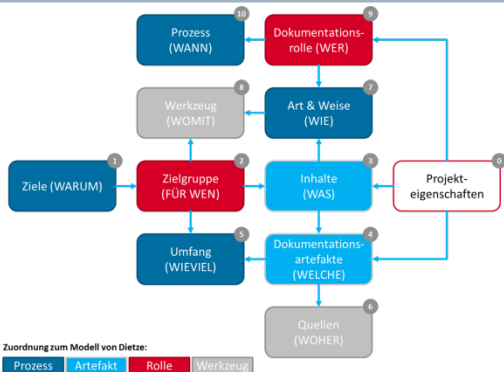 10
Prozess
(WANN)
9
Dokumentations-
rolle (WER)
8
Werkzeug
(WOMIT)
7
Art & Weise
(WIE)
1
Ziele (WARUM)
2
Zielgruppe
(FÜR WEN)
3
Inhalte
(WAS)
0
Projekt-
eigenschaften
5
Umfang
(WIEVIEL)
4
Dokumentations-
artefakte
(WELCHE)
6
Quellen
(WOHER)
Zuordnung zum Modell von Dietze:
Prozess Artefakt Rolle Werkzeug